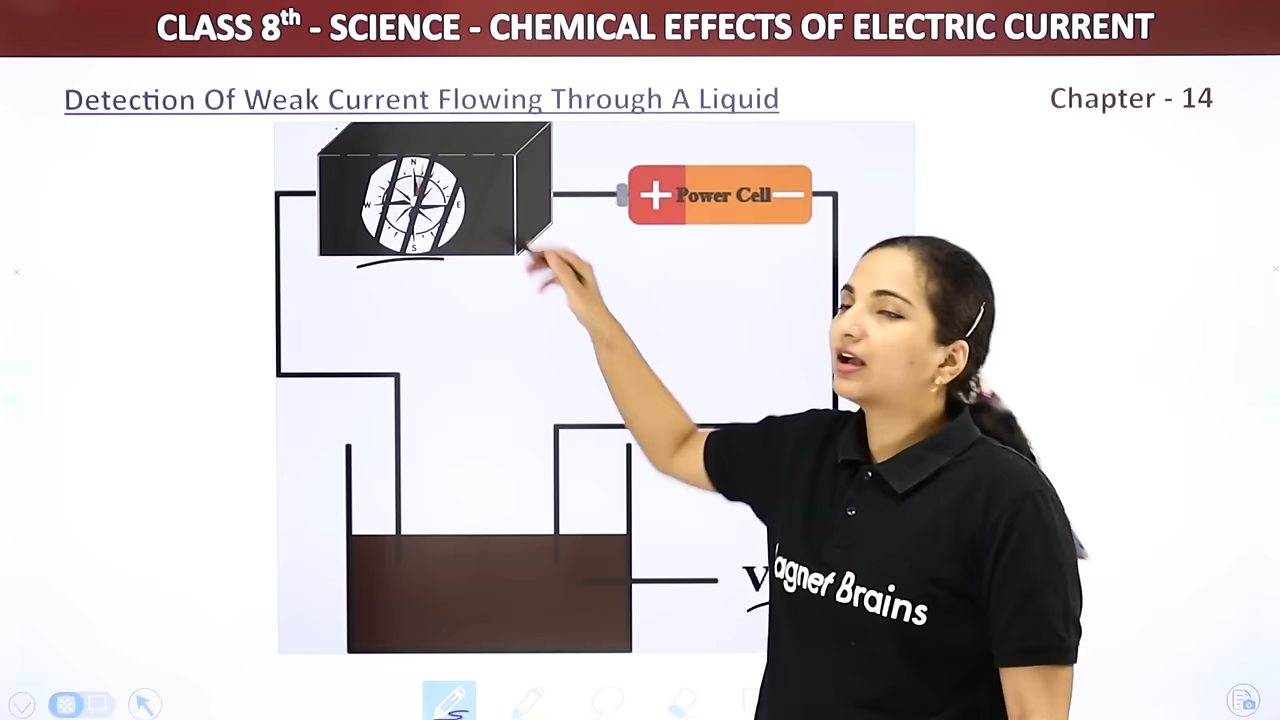 CLASS 8th - SCIENCE - CHEMICAL EFFECTS OF ELECTRIC CURRENT
Detection Of Weak Current Flowing Through A Liquid
Chapter - 14
N
W
E
S
+ Power Cell —
V
Magnet Brains